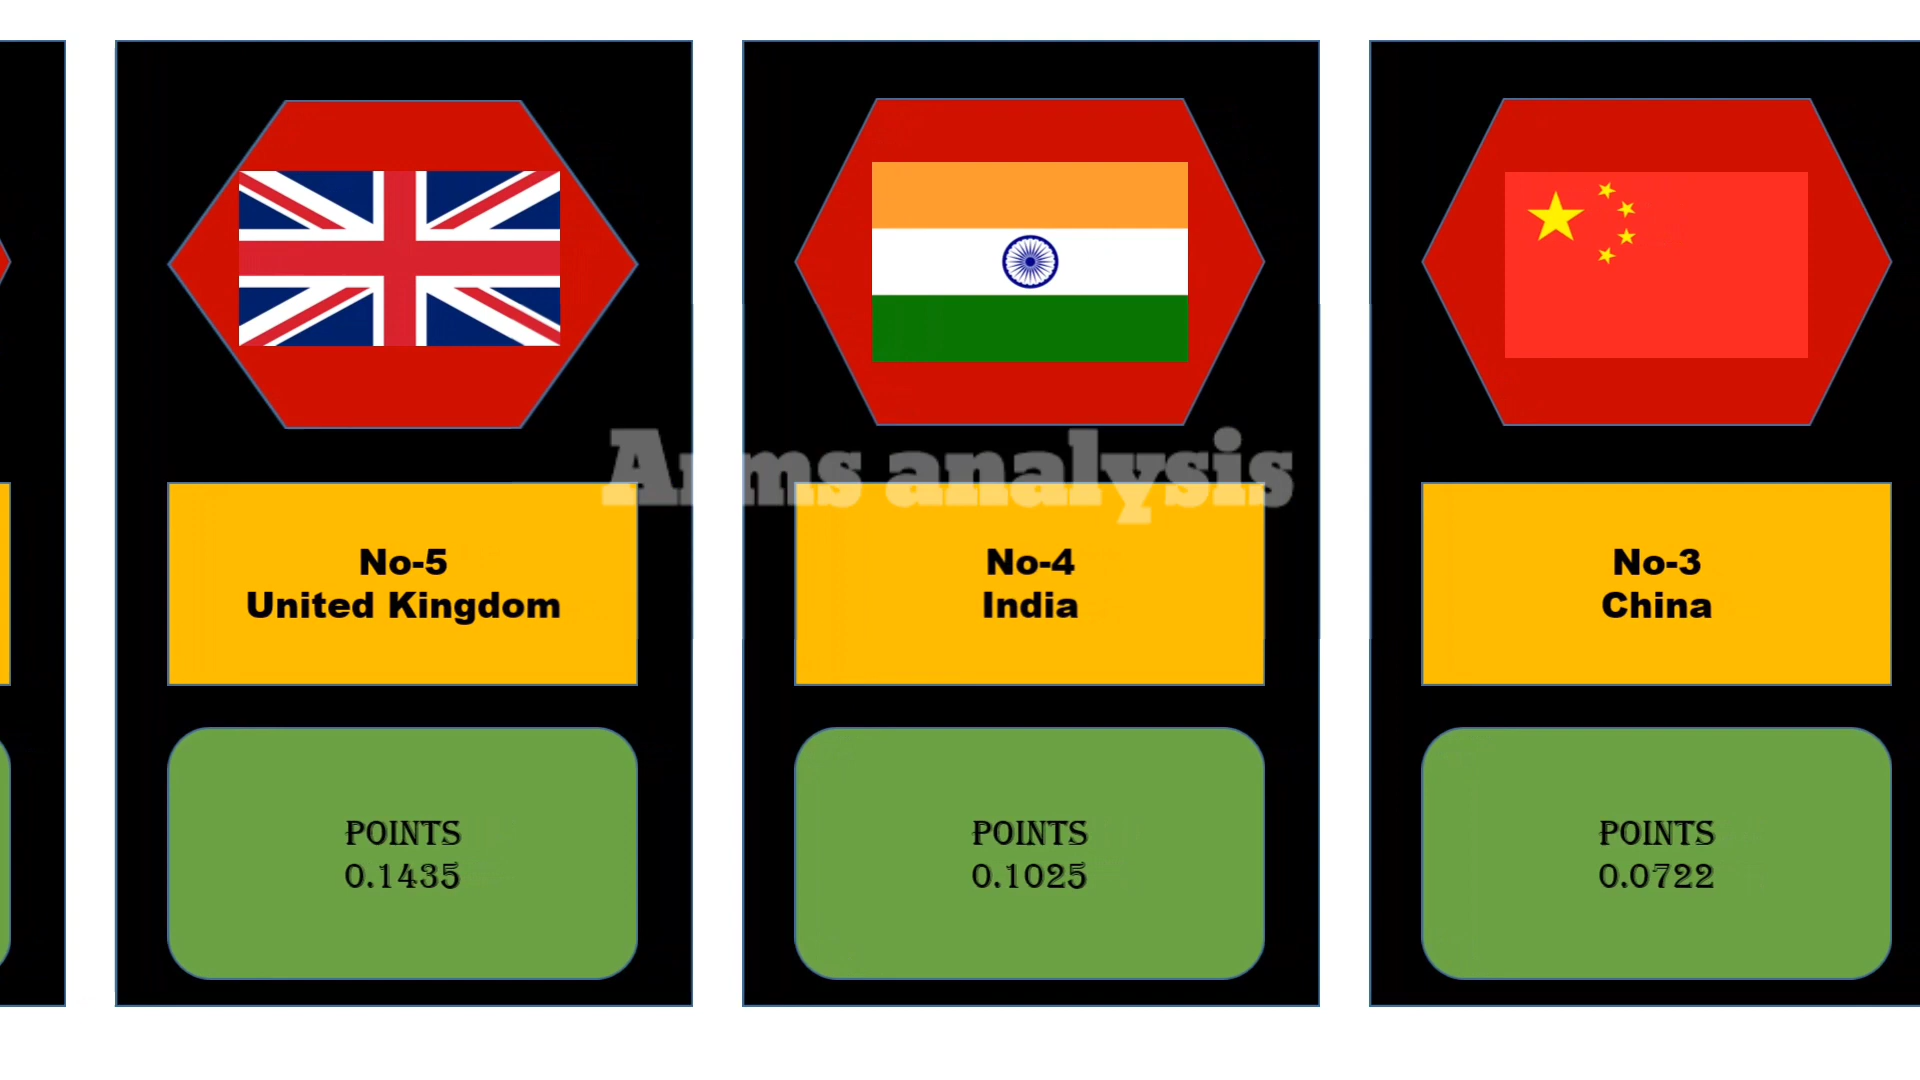 Arms analysis
No-5
United Kingdom
POINTS
0.1435
No-4
India
POINTS
0.1025
No-3
China
POINTS
0.0722